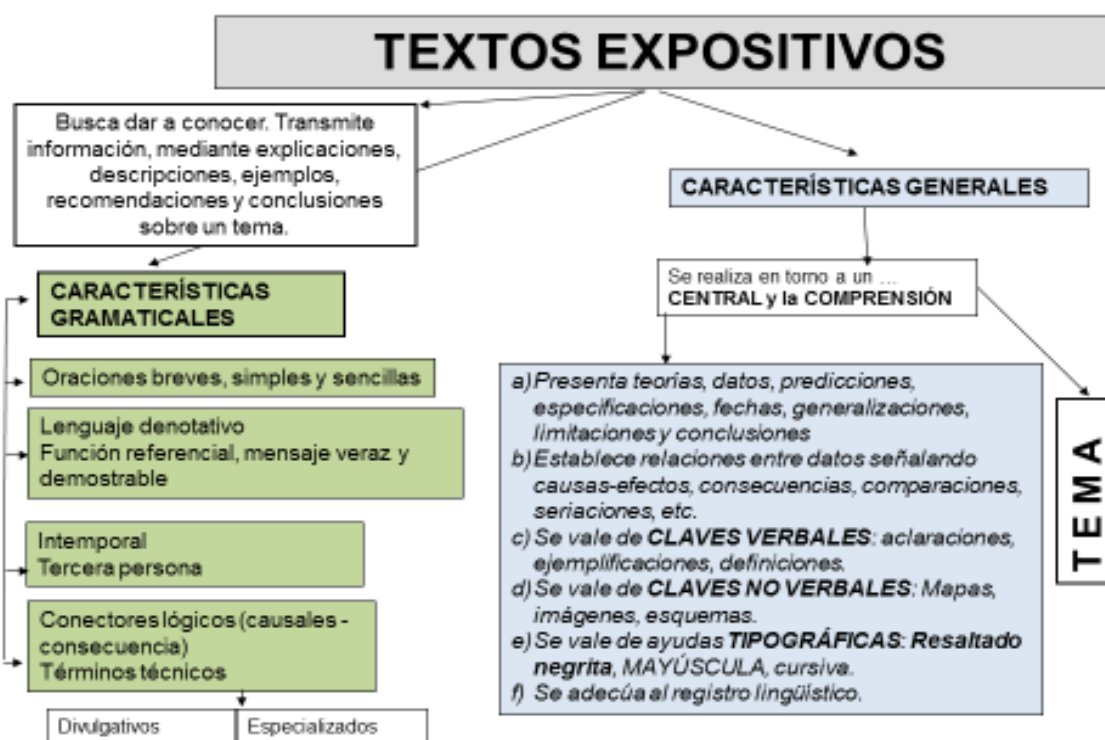 TEXTOS EXPOSITIVOS
Busca dar a conocer. Transmite
información, mediante explicaciones,
descripciones, ejemplos,
recomendaciones y conclusiones
sobre un tema.
CARACTERÍSTICAS
GRAMATICALES
Oraciones breves, simples y sencillas
Lenguaje denotativo
Función referencial, mensaje veraz y
demostrable
Intemporal
Tercera persona
Conectores lógicos (causales -
consecuencia)
Términos técnicos
Divulgativos
Especializados
CARACTERÍSTICAS GENERALES
Se realiza en torno a un ...
CENTRAL y la COMPRENSIÓN
a) Presenta teorías, datos, predicciones,
especificaciones, fechas, generalizaciones,
limitaciones y conclusiones
b) Establece relaciones entre datos señalando
causas-efectos, consecuencias, comparaciones,
seriaciones, etc.
c) Se vale de CLAVES VERBALES: aclaraciones,
ejemplificaciones, definiciones.
d) Se vale de CLAVES NO VERBALES: Mapas,
imágenes, esquemas.
e) Se vale de ayudas TIPOGRÁFICAS: Resaltado
negrita, MAYÚSCULA, cursiva.
f) Se adecúa al registro lingüístico.
TEMA